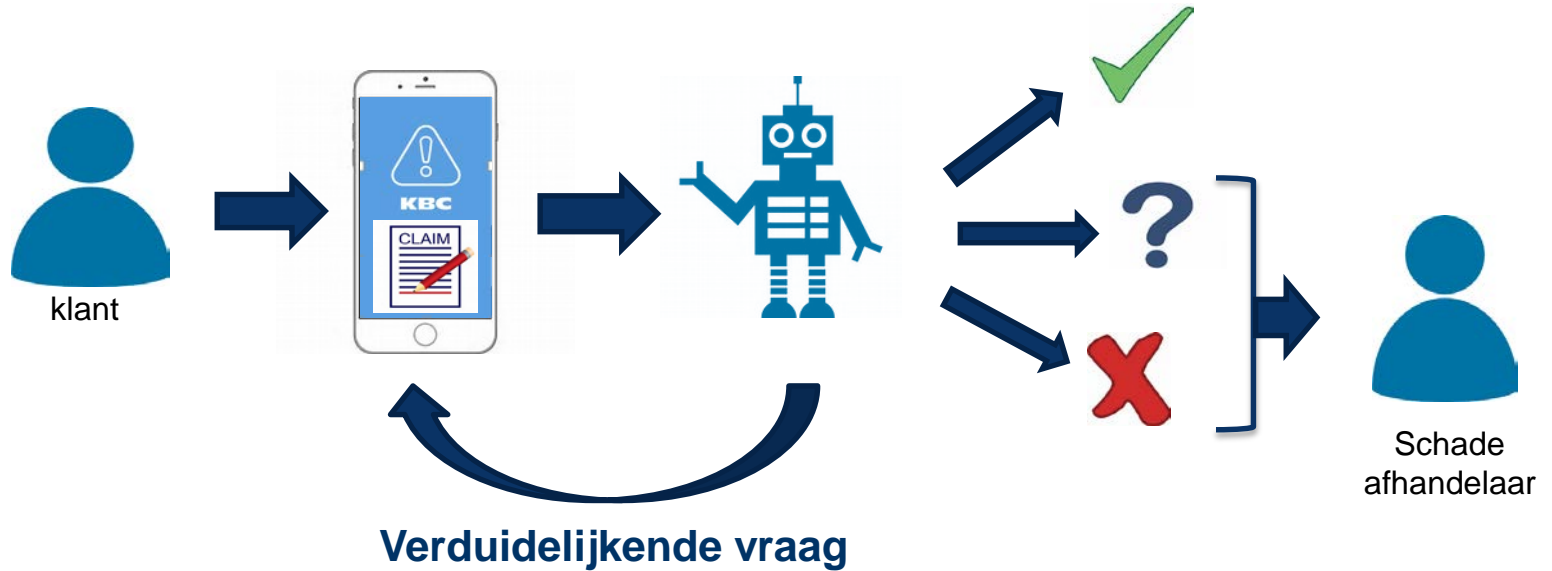 klant
KBC
CLAIM
?
Schade
afhandelaar
Verduidelijkende vraag